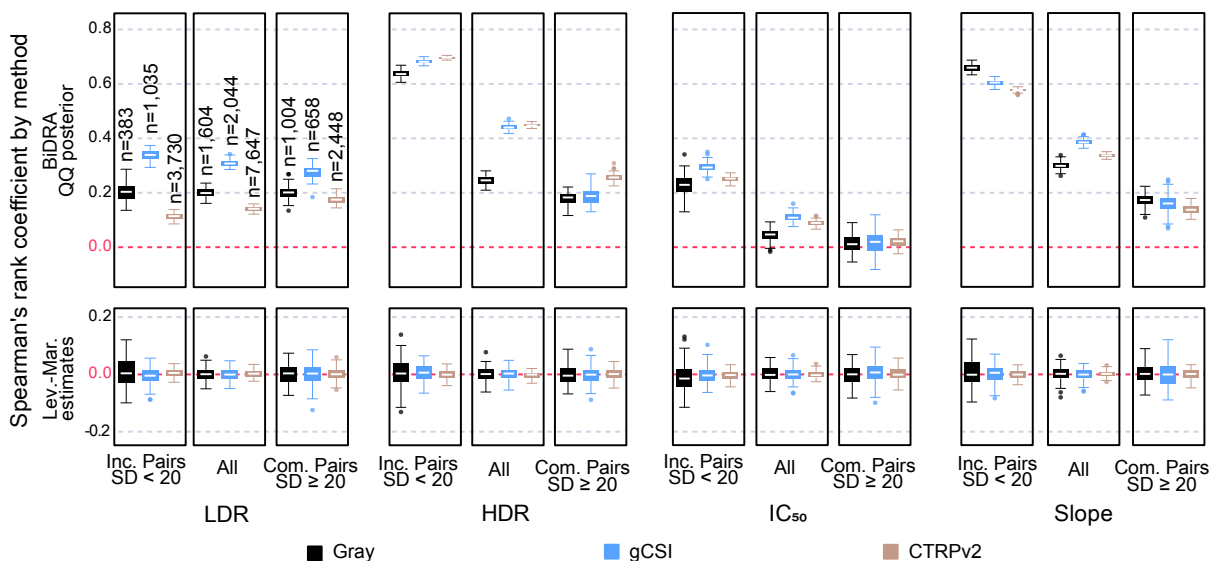 Spearman's rank coefficient by method
BiDRA
QQ posterior
0.8
0.6
0.4
0.2
0.0
n=383
n=1,035
n=3,730
n=1,604
n=2,044
n=7,647
n=1,004
n=658
n=2,448
Lev.-Mar.
estimates
0.2
0.0
-0.2
Inc. Pairs
SD < 20
All
Com. Pairs
SD ≥ 20
Inc. Pairs
SD < 20
All
Com. Pairs
SD ≥ 20
Inc. Pairs
SD < 20
All
Com. Pairs
SD ≥ 20
Inc. Pairs
SD < 20
All
Com. Pairs
SD ≥ 20
LDR
HDR
IC₅₀
Slope
Gray
gCSI
CTRPv2